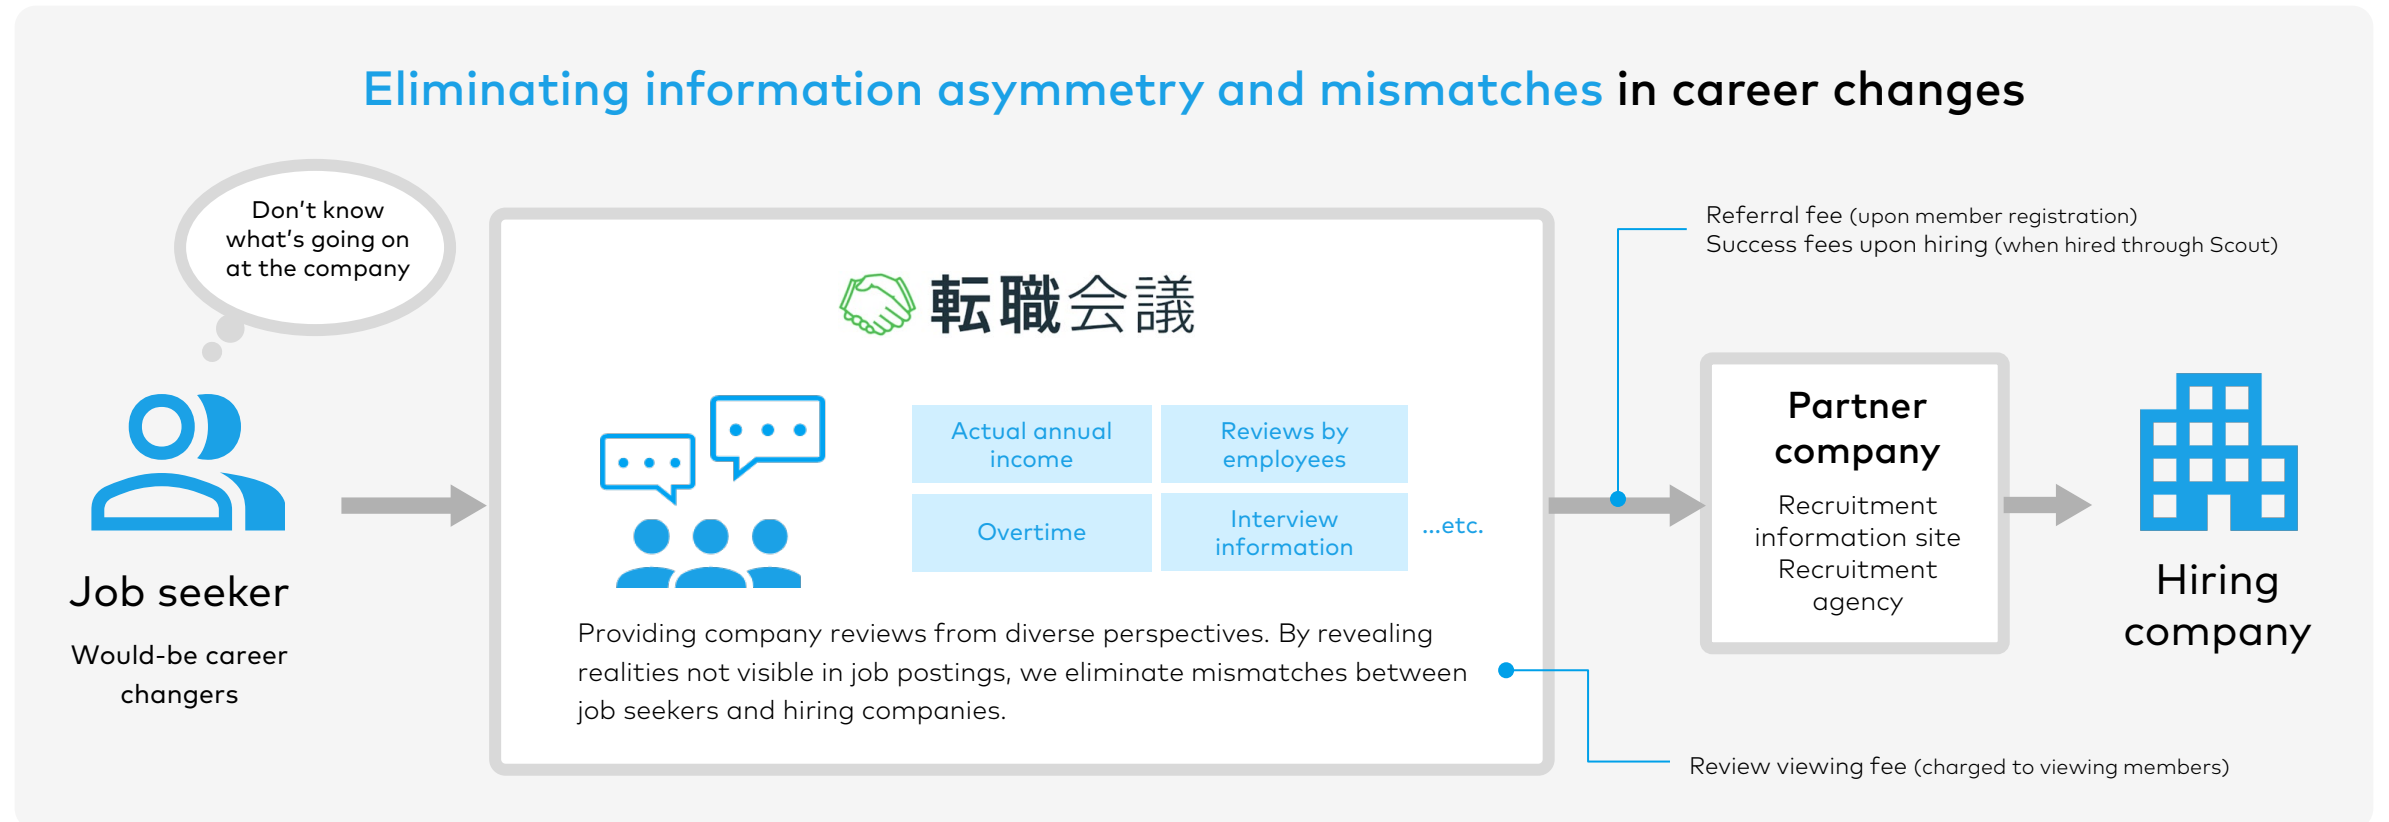 Eliminating information asymmetry and mismatches in career changes
Don't know
what's going on
at the company
Job seeker
Would-be career
changers
転職会議
Actual annual
income
Reviews by
employees
Overtime
Interview
information
...etc.
Providing company reviews from diverse perspectives. By revealing
realities not visible in job postings, we eliminate mismatches between
job seekers and hiring companies.
Referral fee (upon member registration)
Success fees upon hiring (when hired through Scout)
Partner
company
Recruitment
information site
Recruitment
agency
Hiring
company
Review viewing fee (charged to viewing members)